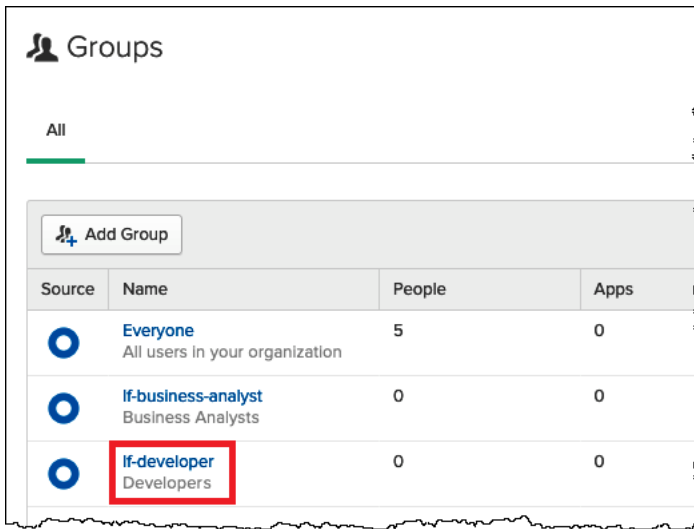 Groups
All
Add Group
Source Name People Apps
Everyone 5 0
All users in your organization
lf-business-analyst 0 0
Business Analysts
lf-developer 0 0
Developers